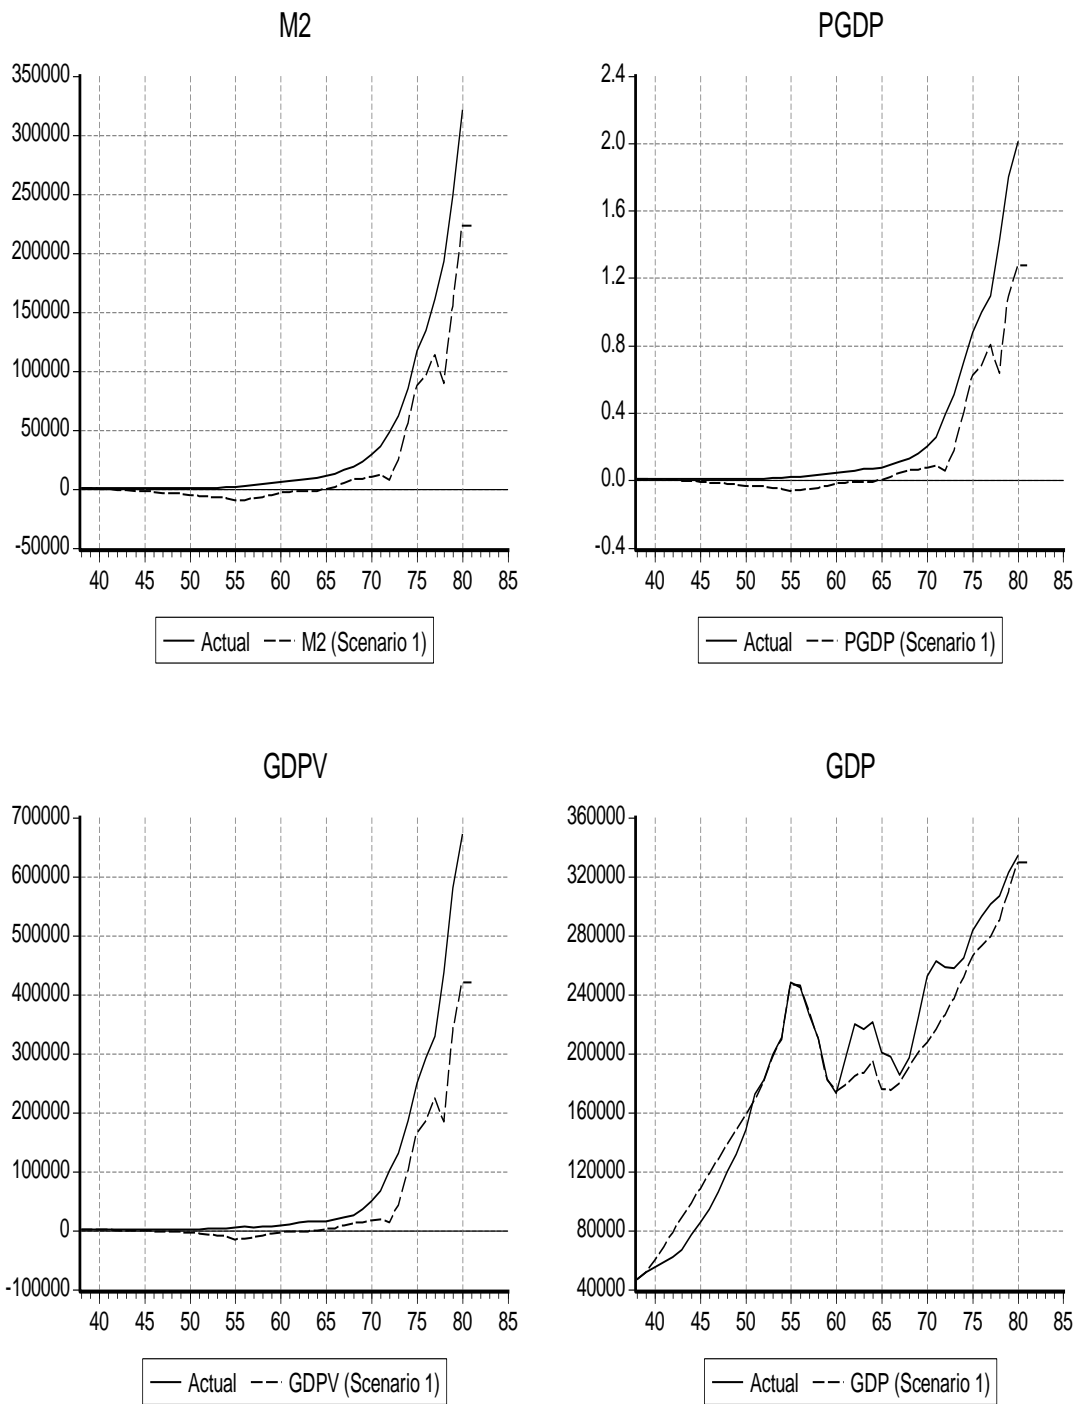 M2
350000
300000
250000
200000
150000
100000
50000
0
-50000
40 45 50 55 60 65 70 75 80 85
Actual M2 (Scenario 1)
PGDP
2.4
2.0
1.6
1.2
0.8
0.4
0.0
-0.4
40 45 50 55 60 65 70 75 80 85
Actual PGDP (Scenario 1)
GDPV
700000
600000
500000
400000
300000
200000
100000
0
-100000
40 45 50 55 60 65 70 75 80 85
Actual GDPV (Scenario 1)
GDP
360000
320000
280000
240000
200000
160000
120000
80000
40000
40 45 50 55 60 65 70 75 80 85
Actual GDP (Scenario 1)